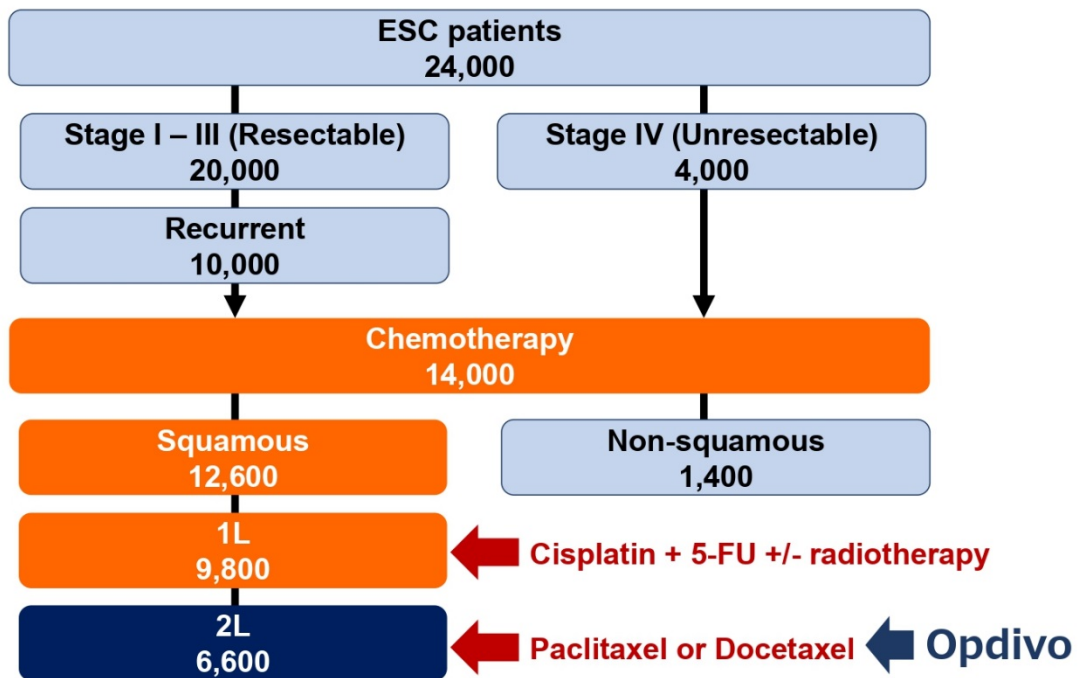 ESC patients
24,000
Stage I – III (Resectable)
20,000
Stage IV (Unresectable)
4,000
Recurrent
10,000
Chemotherapy
14,000
Squamous
12,600
Non-squamous
1,400
1L
9,800
Cisplatin + 5-FU +/- radiotherapy
2L
6,600
Paclitaxel or Docetaxel
Opdivo